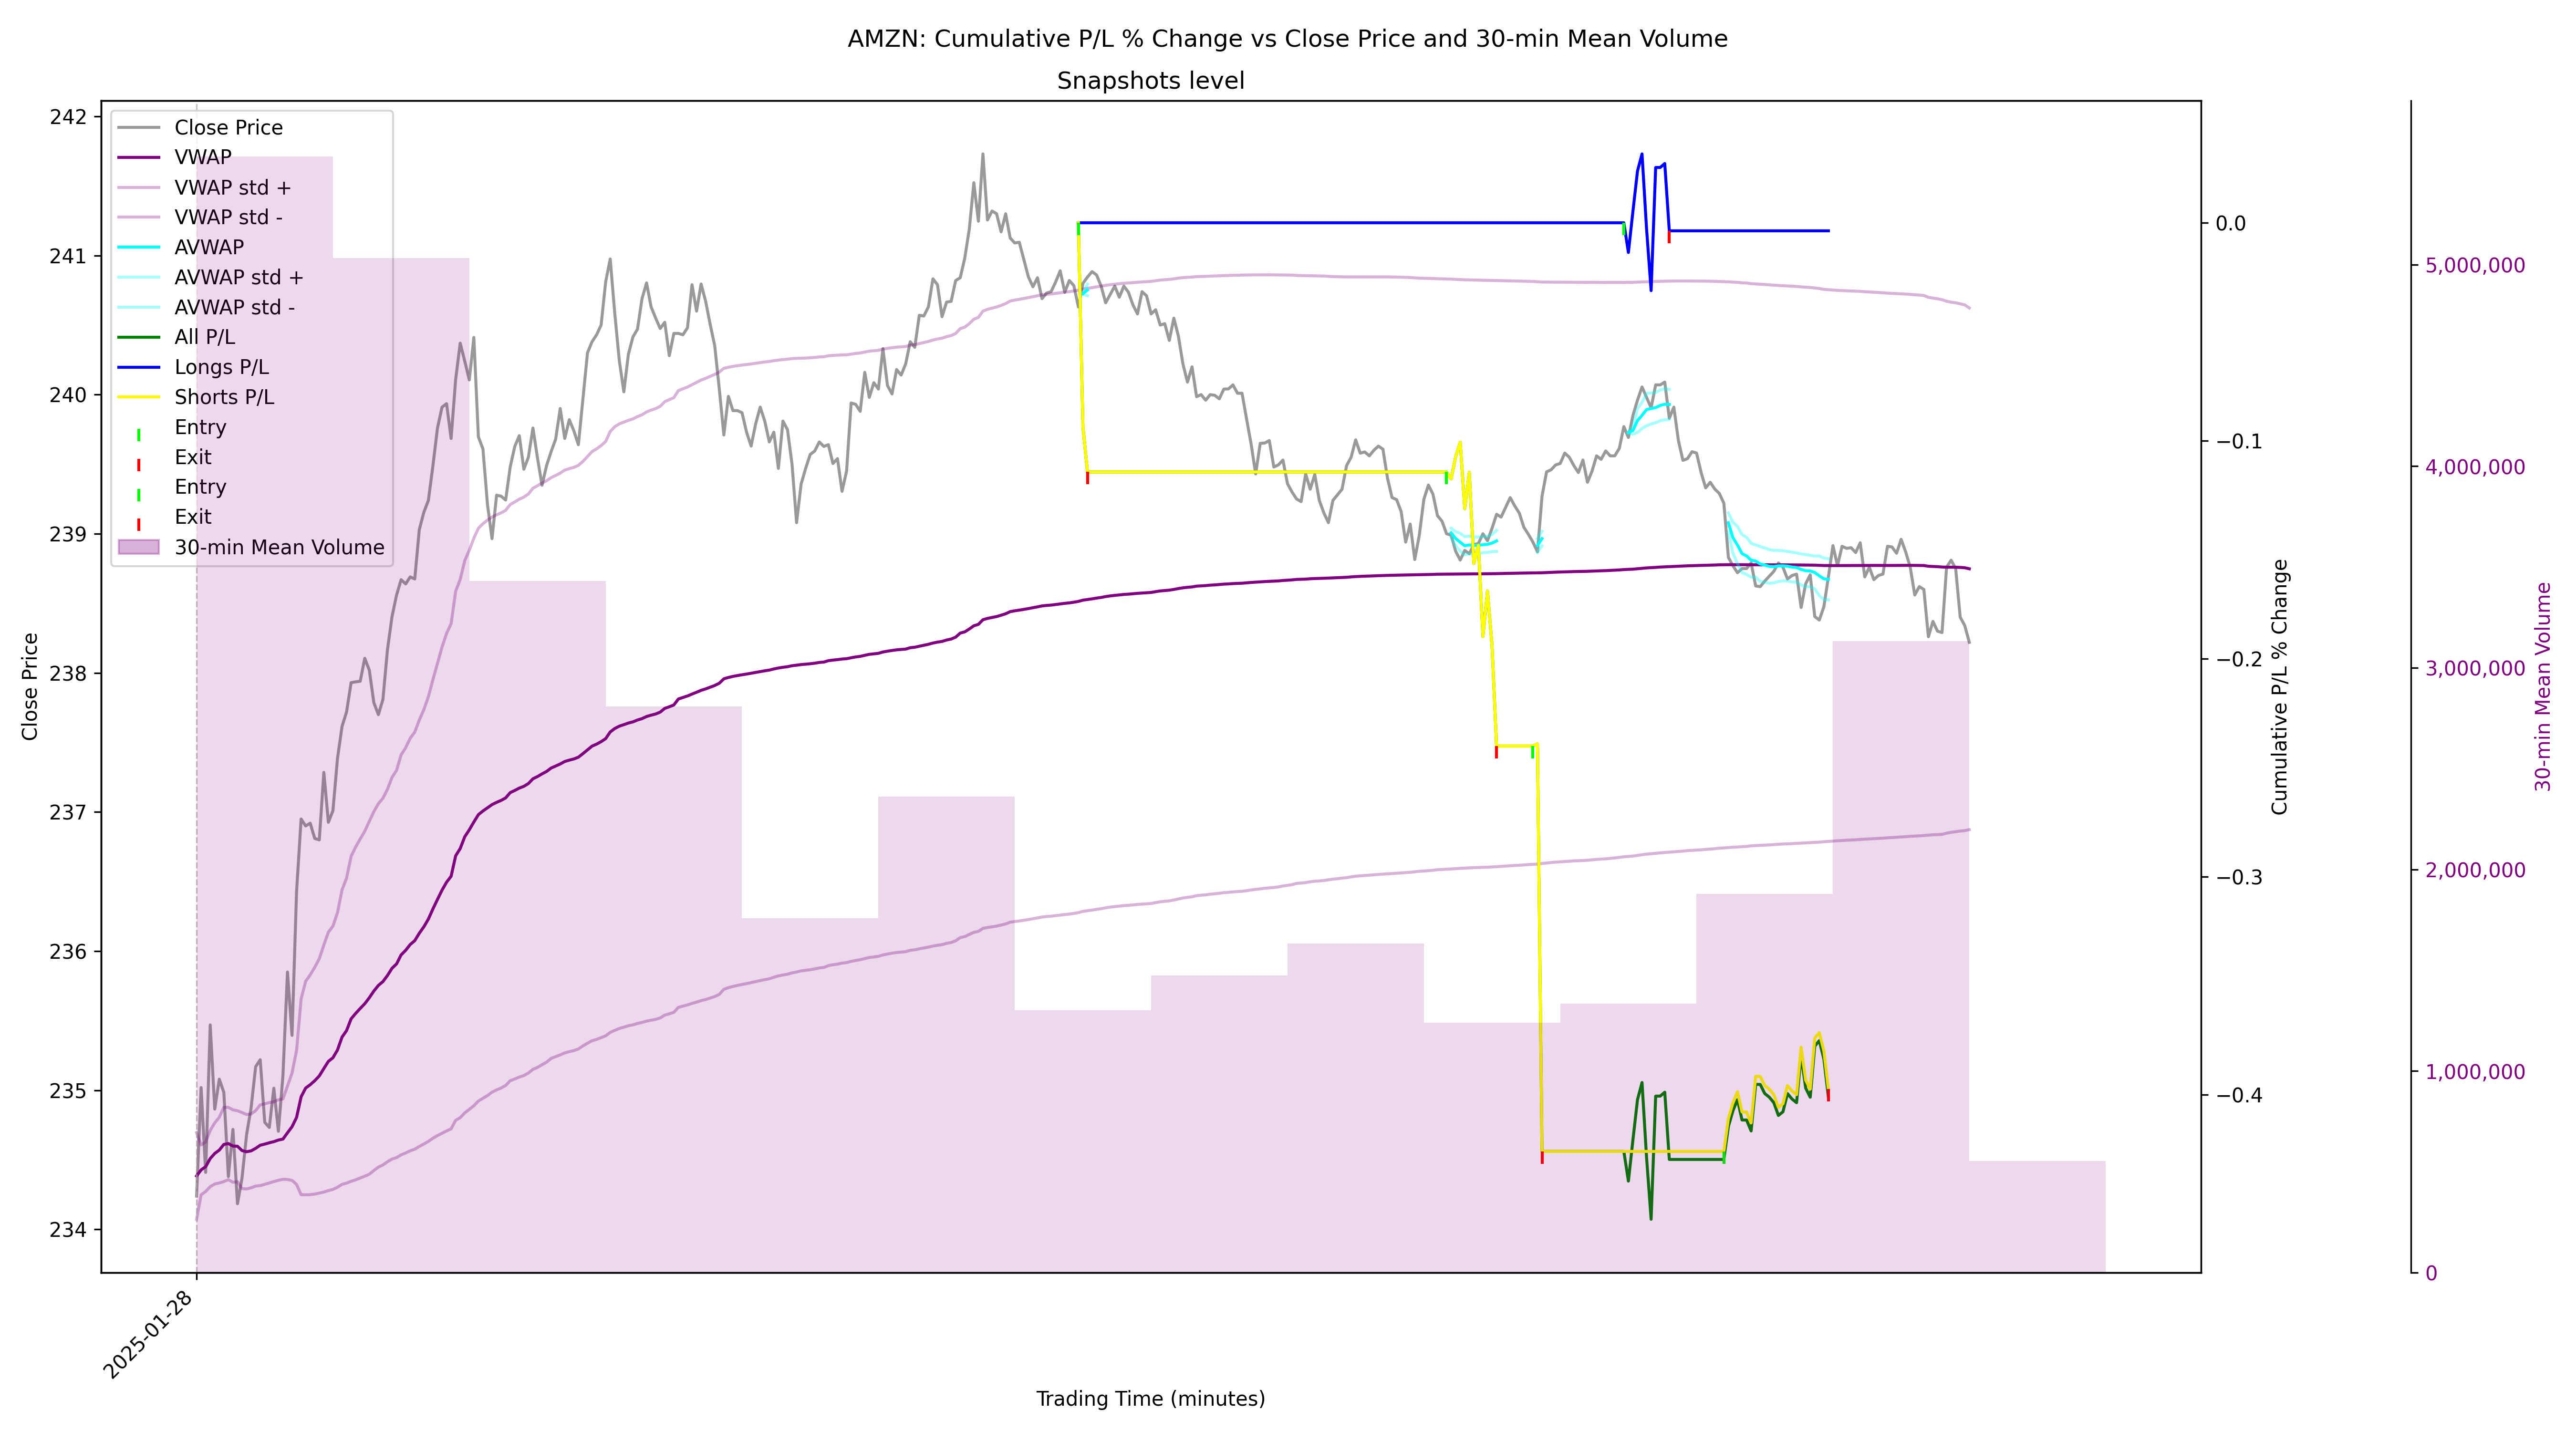 AMZN: Cumulative P/L % Change vs Close Price and 30-min Mean Volume
Snapshots level
Close Price
VWAP
VWAP std +
VWAP std -
AVWAP
AVWAP std +
AVWAP std -
All P/L
Longs P/L
Shorts P/L
Entry
Exit
Entry
Exit
30-min Mean Volume
242
241
240
239
238
237
236
235
234
Close Price
0.0
−0.1
−0.2
−0.3
−0.4
Cumulative P/L % Change
5,000,000
4,000,000
3,000,000
2,000,000
1,000,000
0
30-min Mean Volume
2025-01-28
Trading Time (minutes)